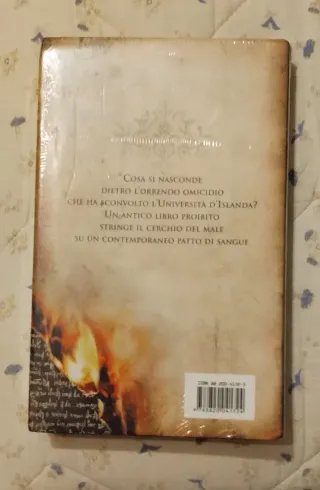 COSA SI NASCONDE
DIETRO L'ORRENDO OMICIDIO
CHE HA SCONVOLTO L'UNIVERSITÀ D'ISLANDA?
UN ANTICO LIBRO PROIBITO
STRINGE IL CERCHIO DEL MALE
SU UN CONTEMPORANEO PATTO DI SANGUE
ISBN